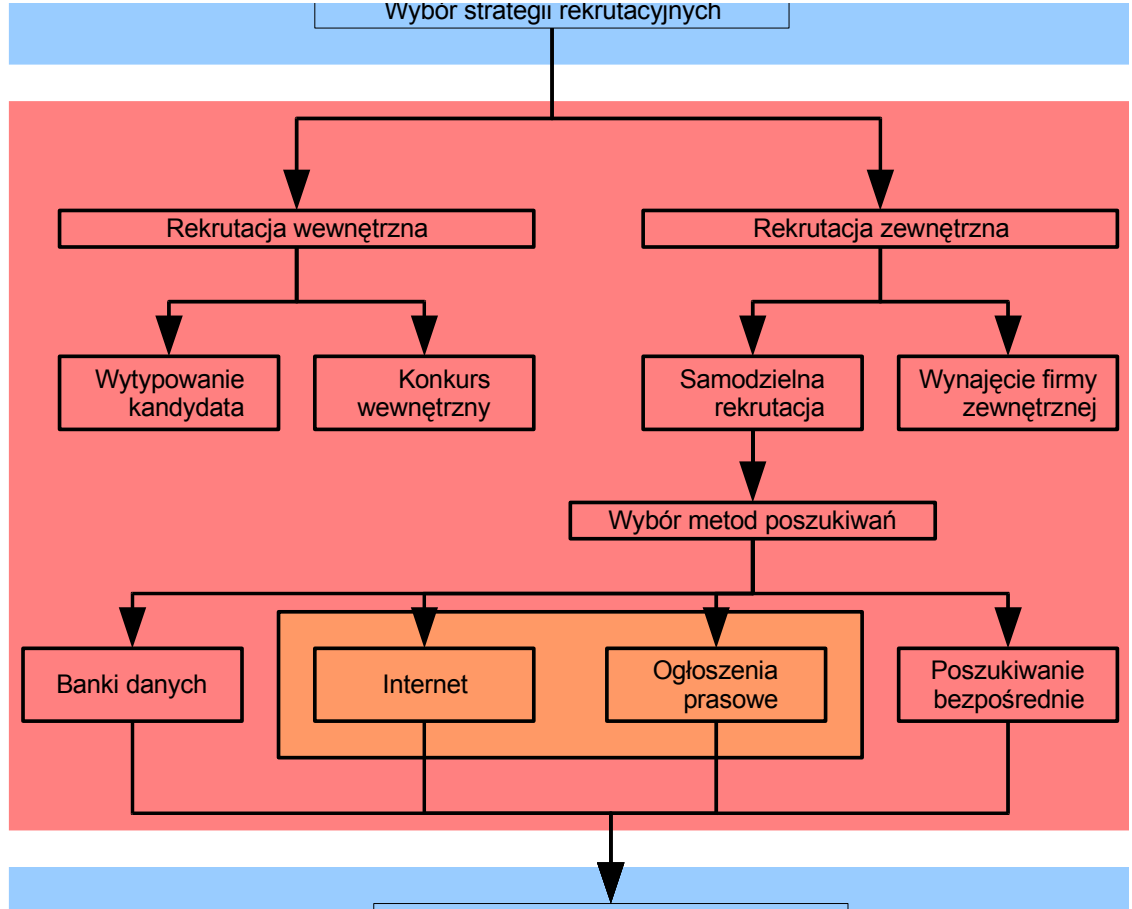 Wybór strategii rekrutacyjnych
Rekrutacja wewnętrzna
Rekrutacja zewnętrzna
Wytypowanie
kandydata
Konkurs
wewnętrzny
Samodzielna
rekrutacja
Wynajęcie firmy
zewnętrznej
Wybór metod poszukiwań
Banki danych
Internet
Ogłoszenia
prasowe
Poszukiwanie
bezpośrednie